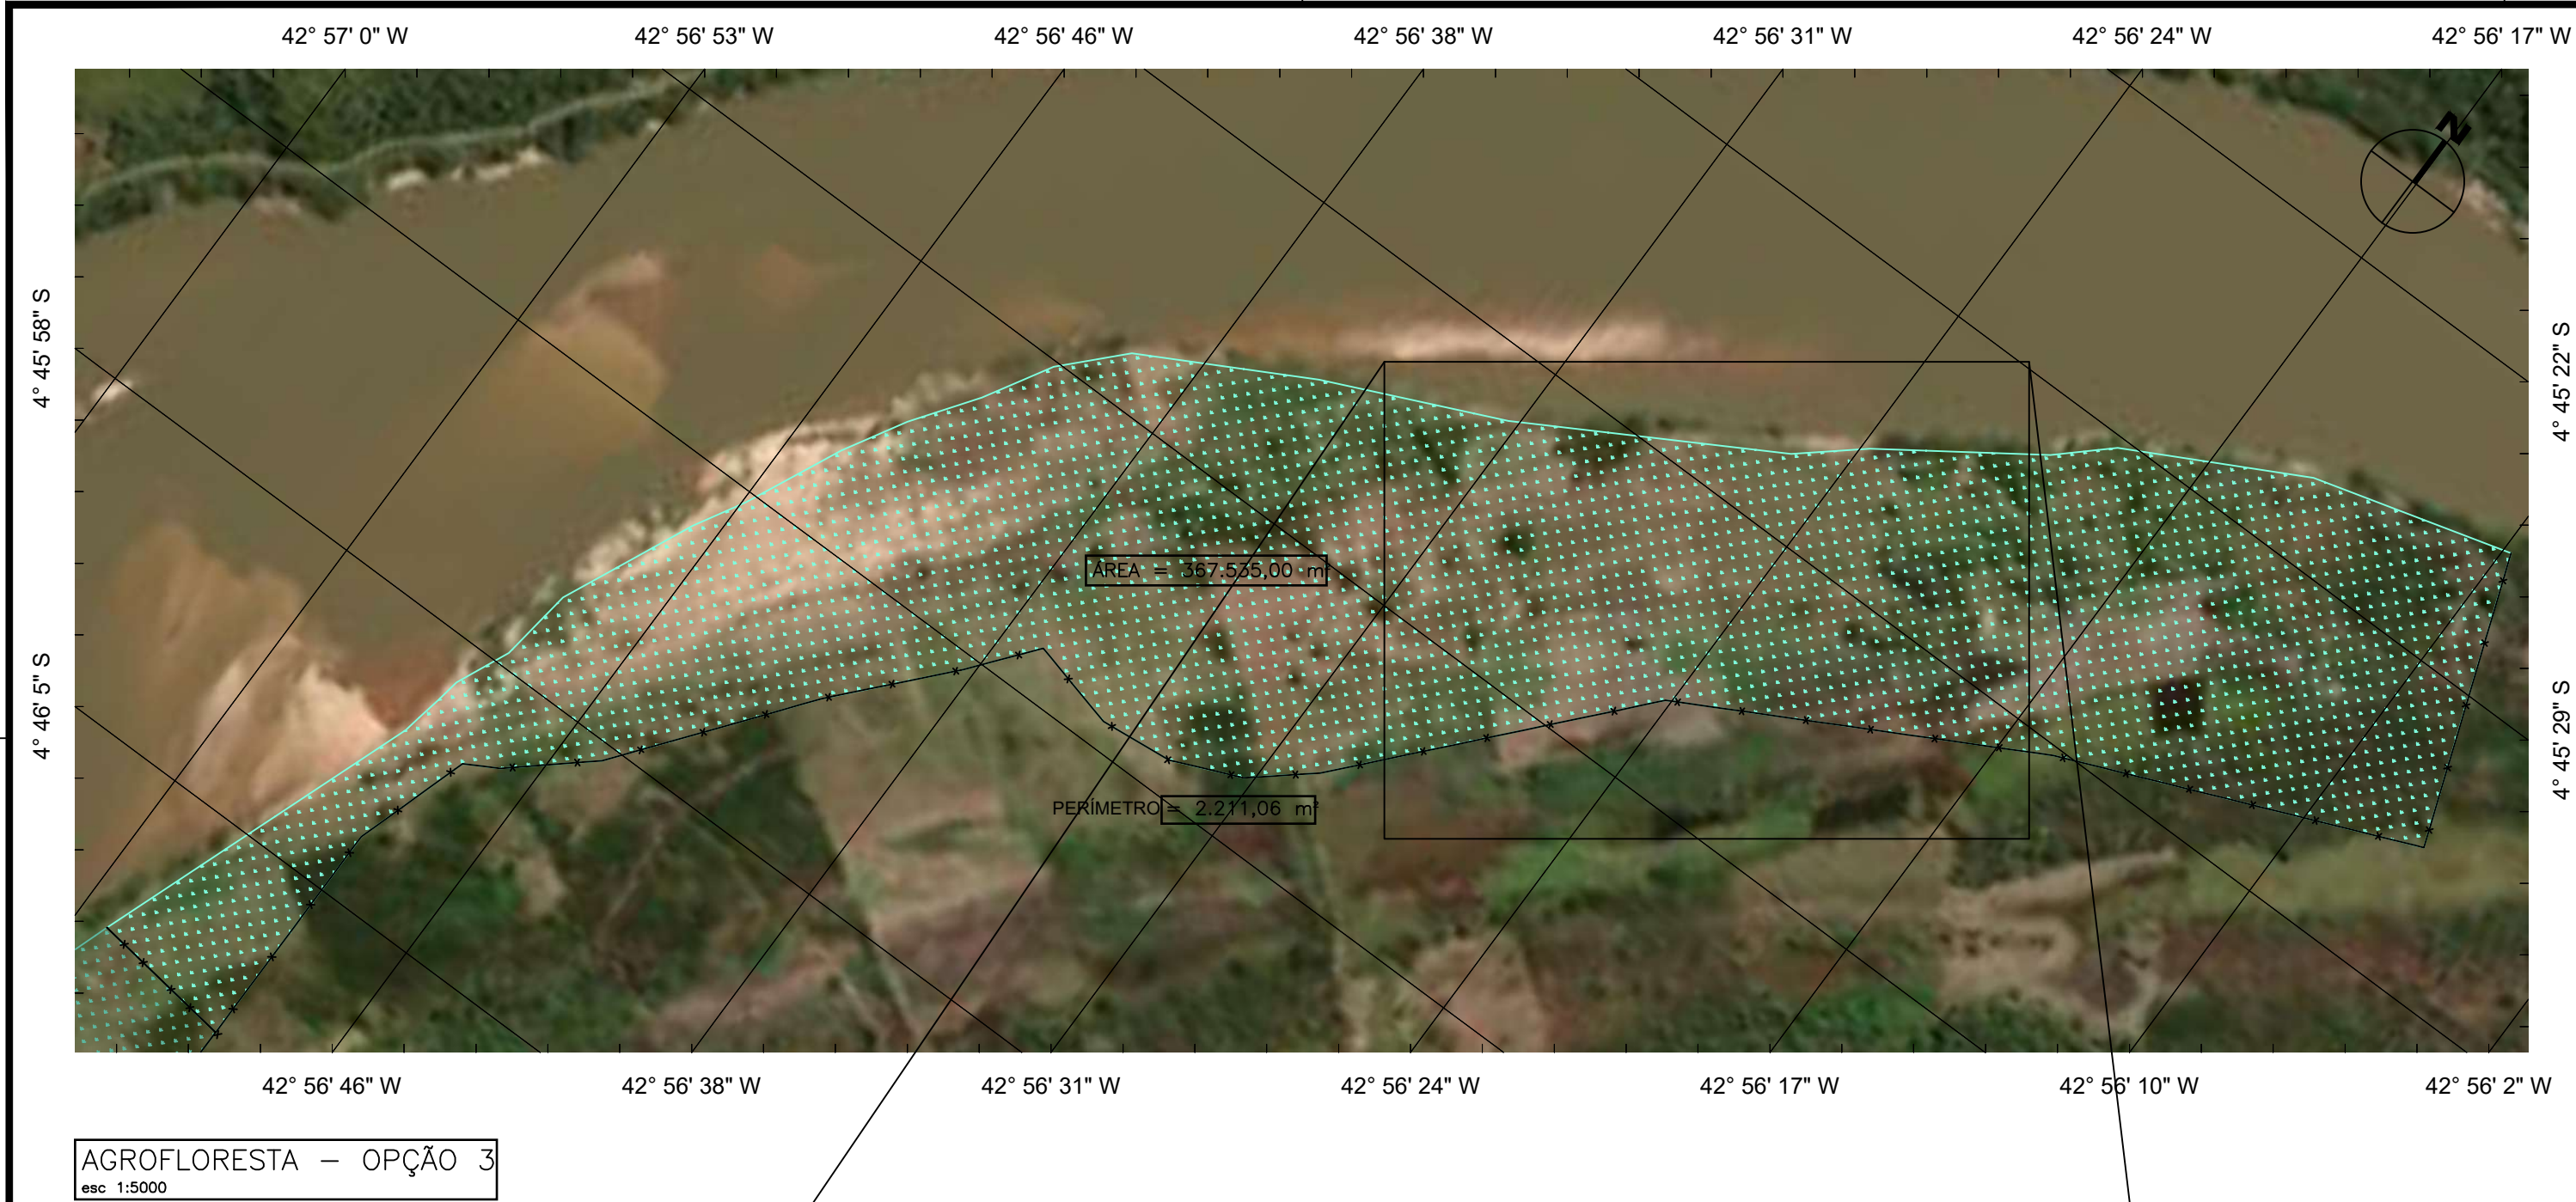 42° 57' 0" W 42° 56' 53" W 42° 56' 46" W 42° 56' 38" W 42° 56' 31" W 42° 56' 24" W 42° 56' 17" W
N
4° 45' 58" S
4° 45' 22" S
ÁREA = 367.535,00 m
4° 46' 5" S
4° 45' 29" S
PERÍMETRO = 2.211,06 m²
42° 56' 46" W 42° 56' 38" W 42° 56' 31" W 42° 56' 24" W 42° 56' 17" W 42° 56' 10" W 42° 56' 2" W
AGROFLORESTA – OPÇÃO 3
esc 1:5000